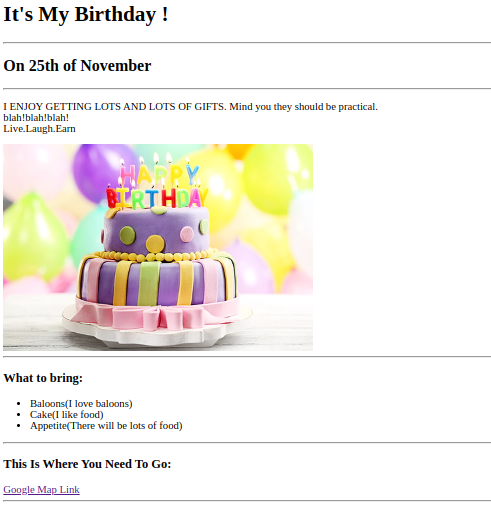 It's My Birthday !
On 25th of November
I ENJOY GETTING LOTS AND LOTS OF GIFTS. Mind you they should be practical.
blah!blah!blah!
Live.Laugh.Earn
HAPPY
BIRTHDAY
What to bring:
Baloons(I love baloons)
Cake(I like food)
Appetite(There will be lots of food)
This Is Where You Need To Go:
Google Map Link